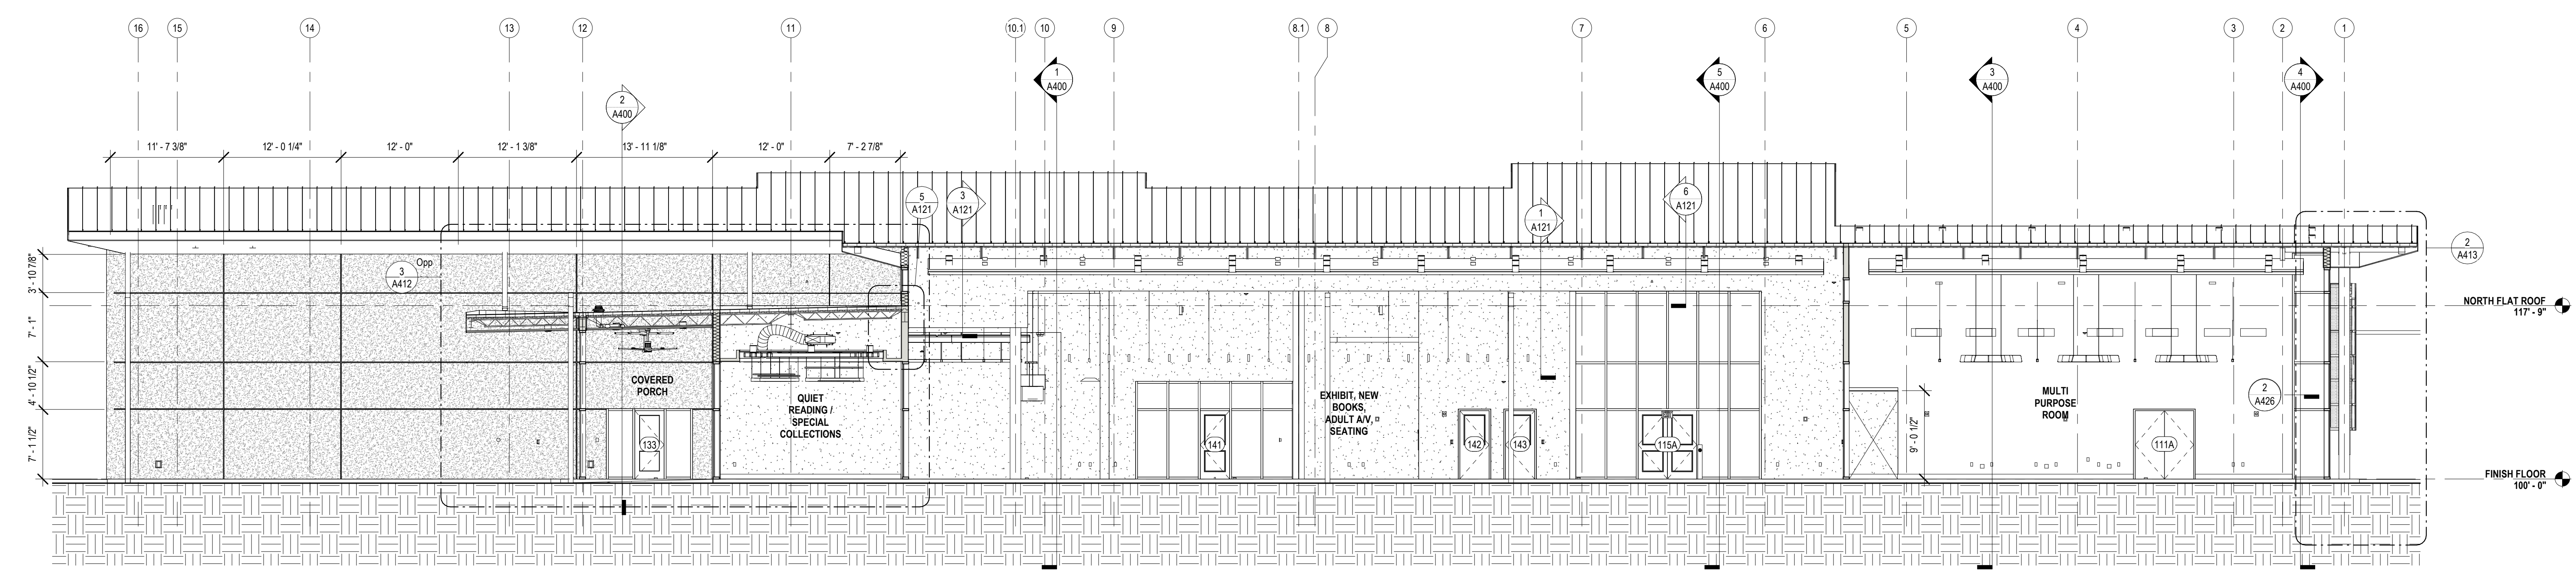 16 15 14 13 12 11 10.1 10 9 8.1 8 7 6 5 4 3 2 1
1
A400
5
A400
3
A400
4
A400
2
A400
11' - 7 3/8" 12' - 0 1/4" 12' - 0" 12' - 1 3/8" 13' - 11 1/8" 12' - 0" 7' - 2 7/8"
5
A121
3
A121
6
A121
1
A121
2
A413
3' - 10 7/8"
7' - 1"
4' - 10 1/2"
7' - 1 1/2"
Opp
3
A412
NORTH FLAT ROOF
117' - 9"
COVERED
PORCH
QUIET
READING /
SPECIAL
COLLECTIONS
EXHIBIT, NEW
BOOKS,
ADULT A/V,
SEATING
MULTI
PURPOSE
ROOM
2
A426
9' - 0 1/2"
133 141 142 143 115A 111A
FINISH FLOOR
100' - 0"